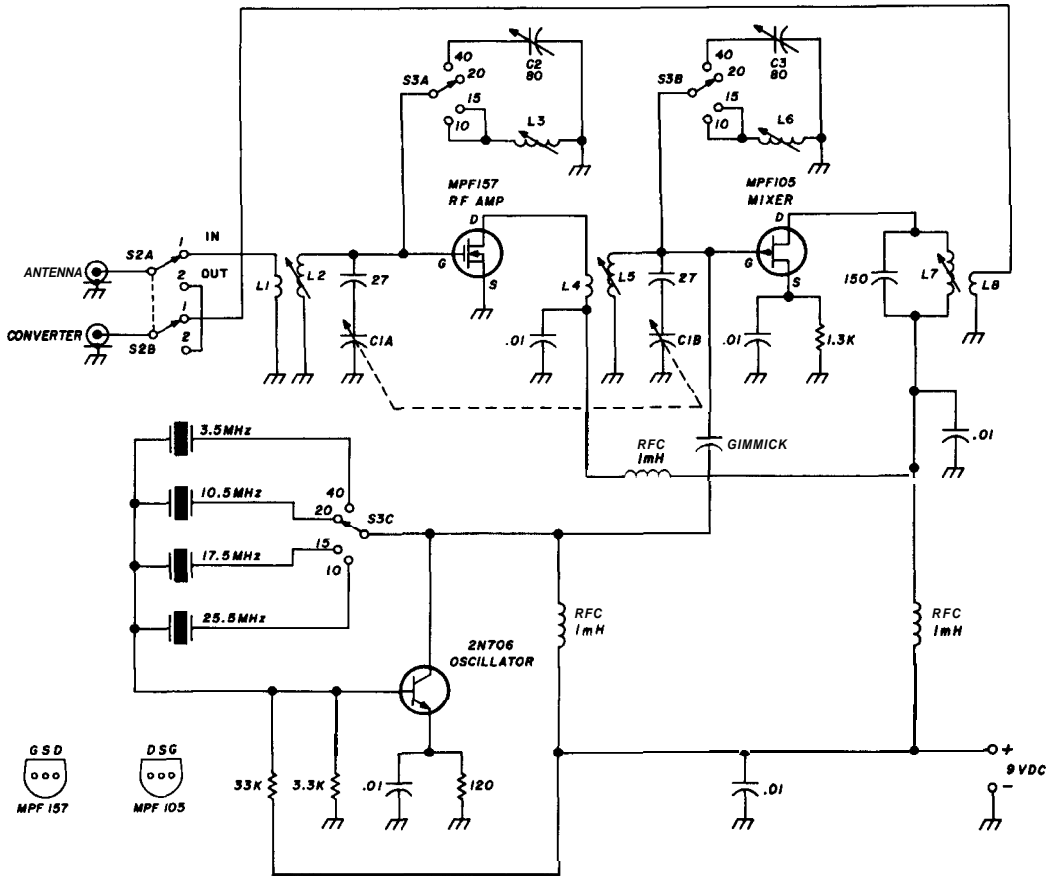 40
20
15
10
S3A
C2
80
L3
40
20
15
10
S3B
C3
80
L6
MPF157
RF AMP
MPF105
MIXER
D
G
S
D
G
S
ANTENNA
S2A
1
IN
2
OUT
1
2
CONVERTER
S2B
L1
L2
27
C1A
L4
.01
L5
27
C1B
.01
1.3K
150
L7
L8
.01
RFC
1mH
GIMMICK
3.5MHz
10.5MHz
17.5MHz
25.5MHz
40
20
15
10
S3C
RFC
1mH
RFC
1mH
2N706
OSCILLATOR
33K
3.3K
.01
120
.01
+
9VDC
-
GSD
MPF 157
DSG
MPF 105